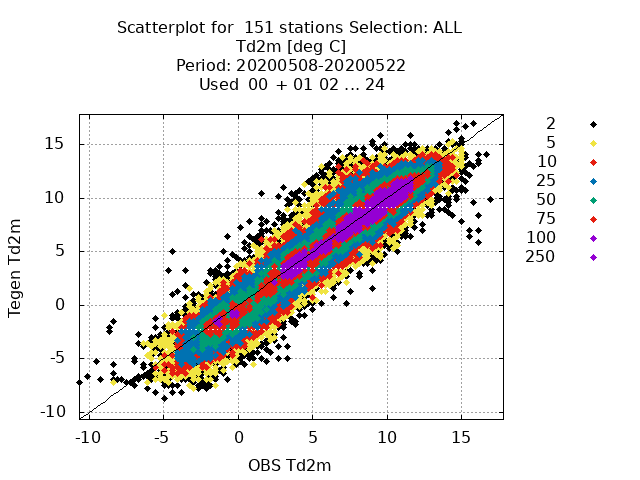 Scatterplot for  151 stations Selection: ALL
Td2m [deg C]
Period: 20200508-20200522
Used  00 + 01 02 ... 24
2
5
10
25
50
75
100
250
15
10
5
0
-5
-10
Tegen Td2m
-10 -5 0 5 10 15
OBS Td2m